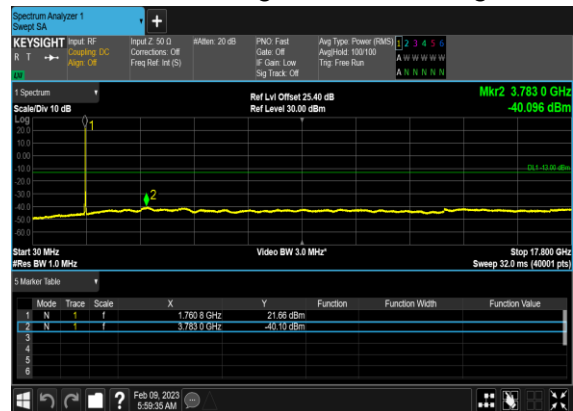 Spectrum Analyzer 1
Swept SA
+
KEYSIGHT Input: RF Input Z: 50 Ω #Atten: 20 dB PNO: Fast Avg Type: Power (RMS) 1 2 3 4 5 6
R T Coupling: DC Corrections: Off Gate: Off Avg|Hold: 100/100 A W W W W W
Align: Off Freq Ref: Int (S) IF Gain: Low Trig: Free Run
LW Sig Track: Off A N N N N N
1 Spectrum Ref Lvl Offset 25.40 dB Mkr2 3.783 0 GHz
Scale/Div 10 dB Ref Level 30.00 dBm -40.096 dBm
Log
20.0 1
10.0
0.00
-10.0 DL1 -13.00 dBm
-20.0
-30.0 2
-40.0
-50.0
-60.0
Start 30 MHz Video BW 3.0 MHz* Stop 17.800 GHz
#Res BW 1.0 MHz Sweep 32.0 ms (40001 pts)
5 Marker Table
Mode Trace Scale X Y Function Function Width Function Value
1 N 1 f 1.760 8 GHz 21.66 dBm
2 N 1 f 3.783 0 GHz -40.10 dBm
3
4
5
6
? Feb 09, 2023
5:59:35 AM